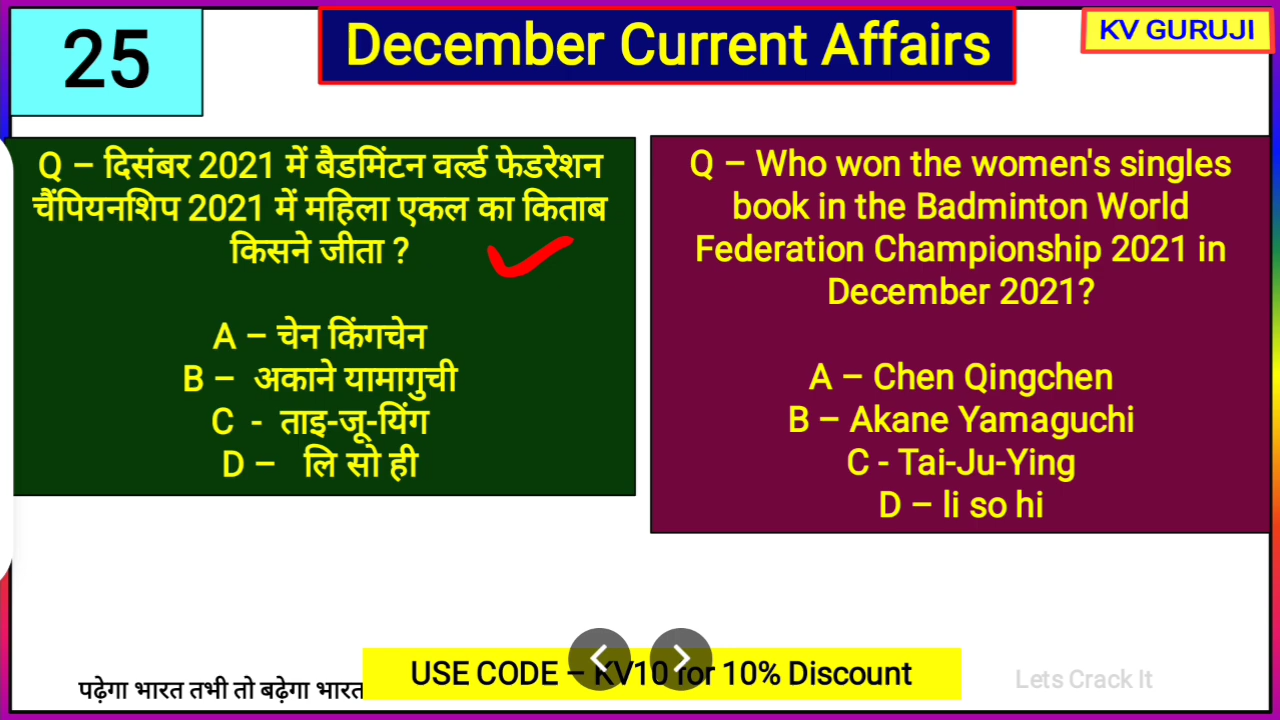 25
December Current Affairs
KV GURUJI
Q – दिसंबर 2021 में बैडमिंटन वर्ल्ड फेडरेशन
चैंपियनशिप 2021 में महिला एकल का किताब
किसने जीता ?
A – चेन किंगचेन
B – अकाने यामागुची
C - ताइ-जू-यिंग
D – लि सो ही
Q – Who won the women's singles
book in the Badminton World
Federation Championship 2021 in
December 2021?
A – Chen Qingchen
B – Akane Yamaguchi
C - Tai-Ju-Ying
D – li so hi
पढ़ेगा भारत तभी तो बढ़ेगा भारत
USE CODE – KV10 for 10% Discount
Lets Crack It